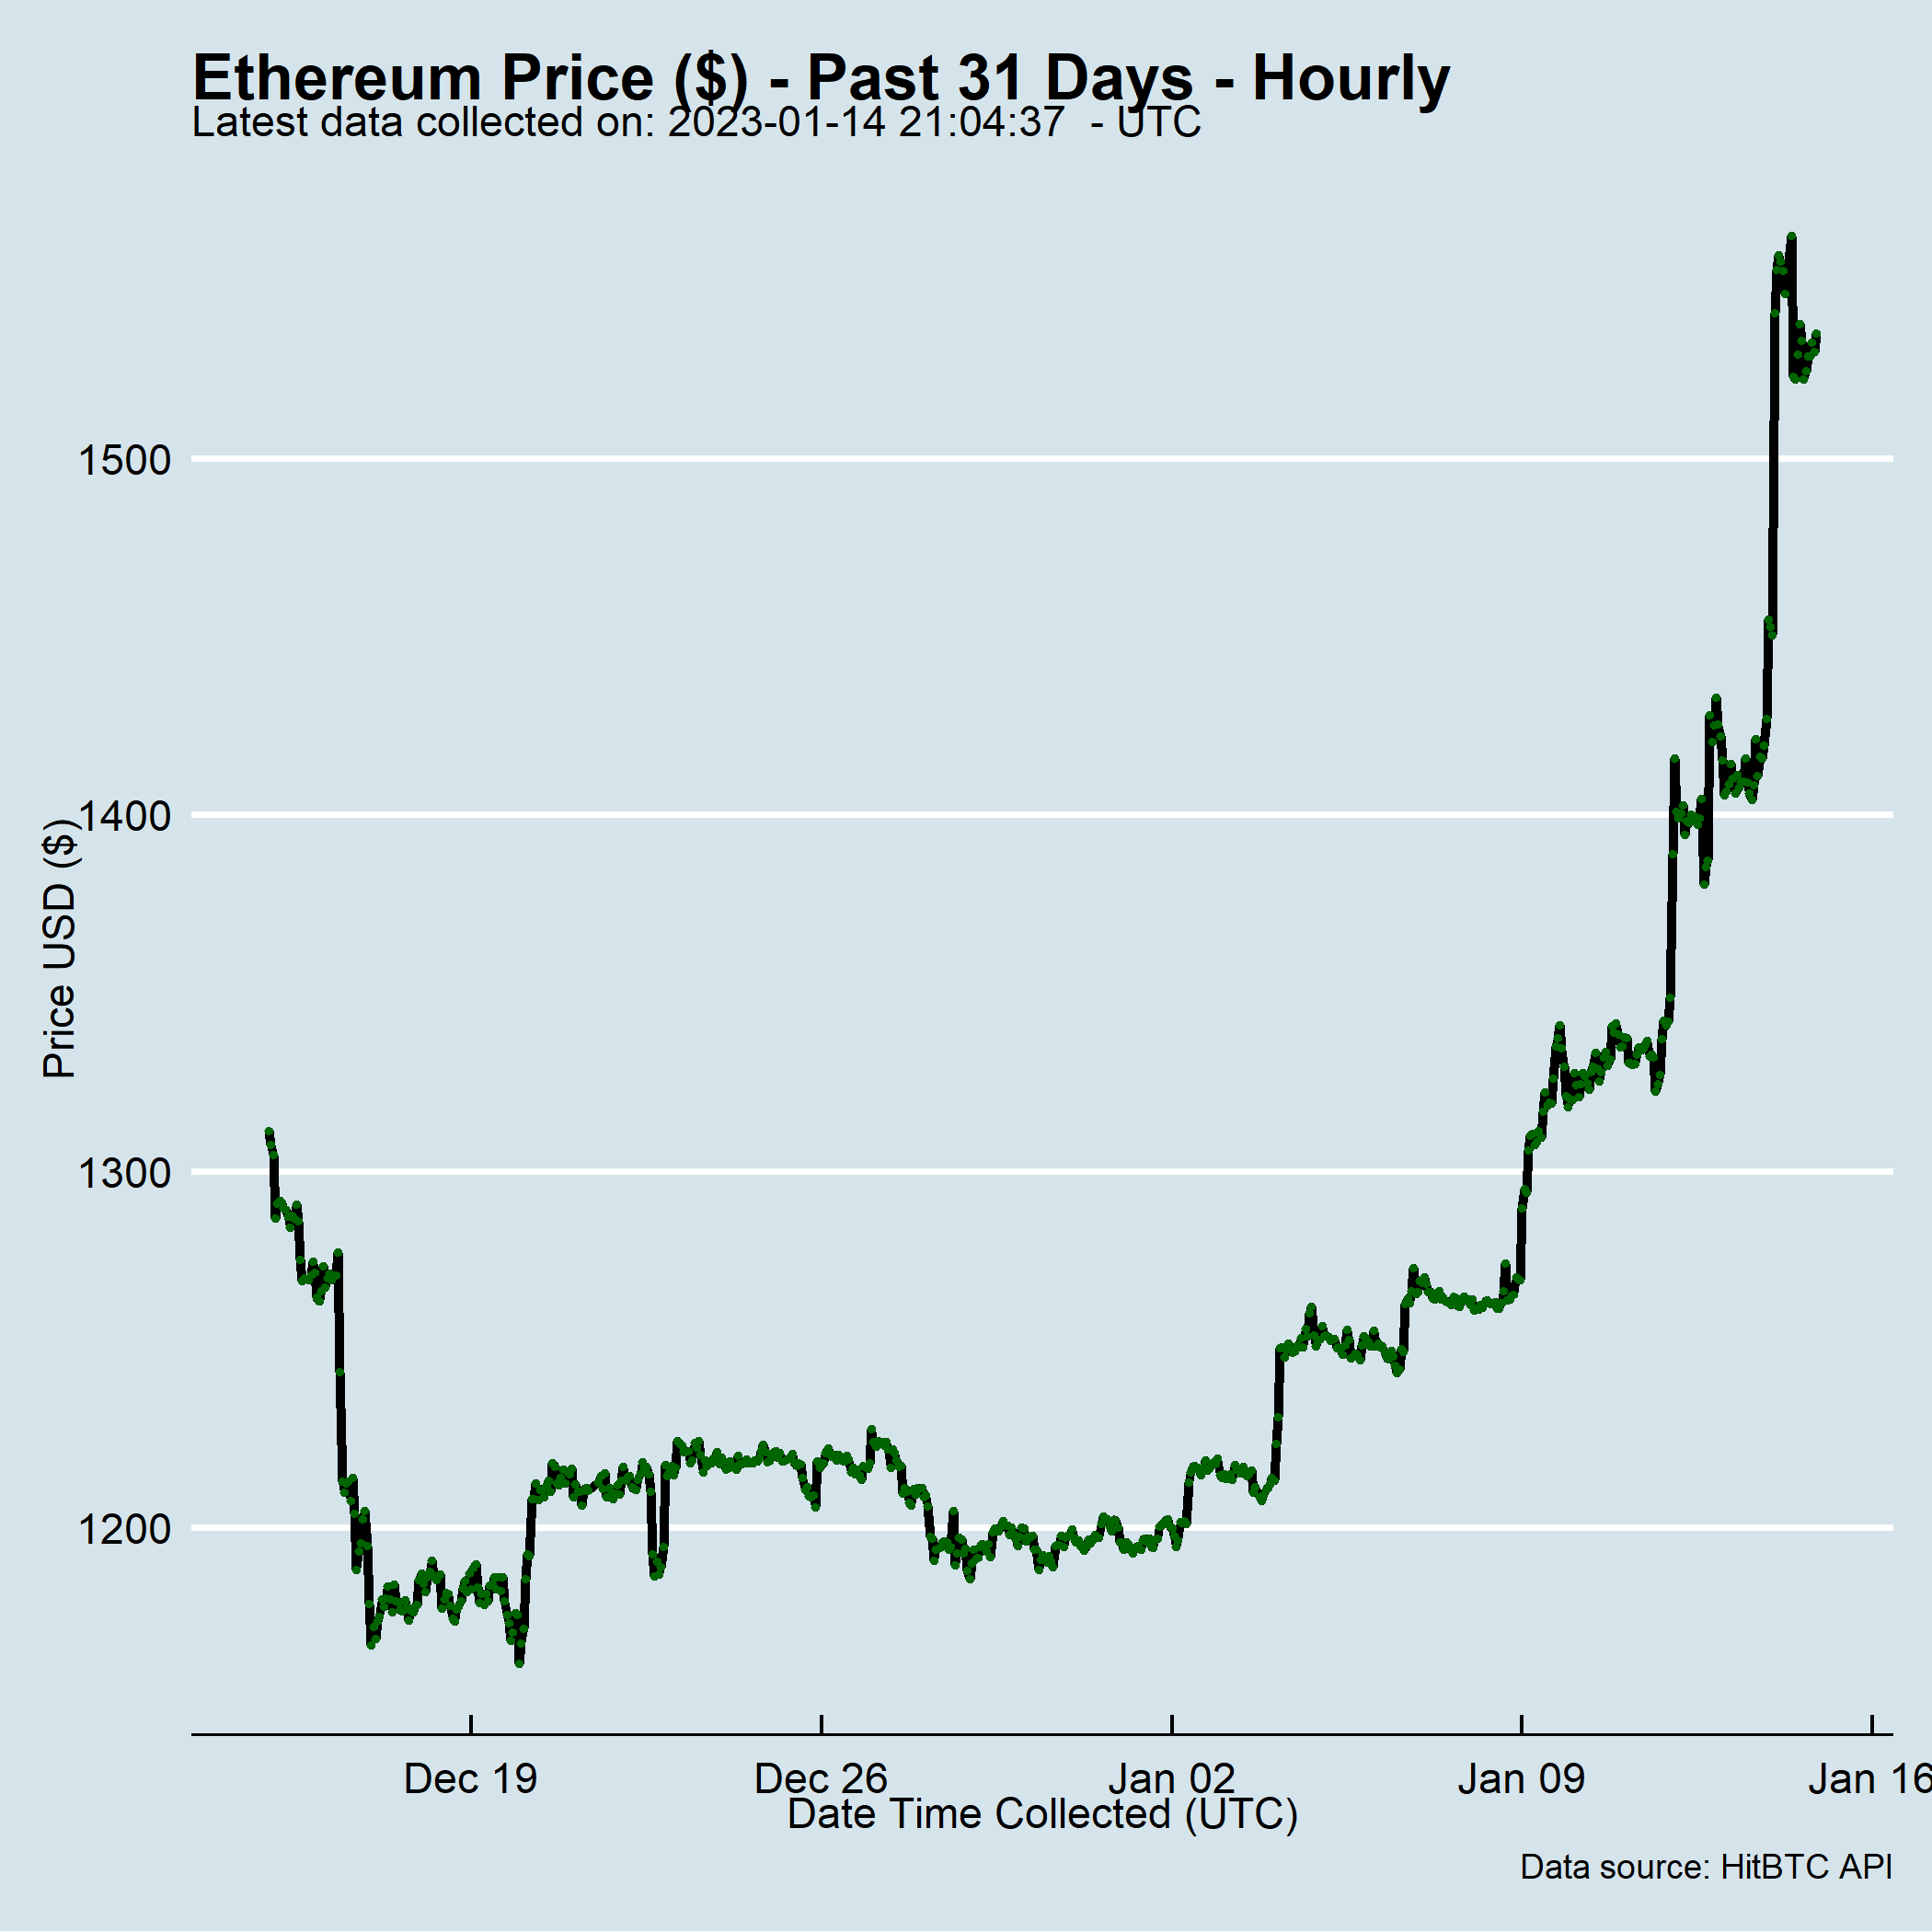 Ethereum Price ($) - Past 31 Days - Hourly
Latest data collected on: 2023-01-14 21:04:37  - UTC
1500
1400
1300
1200
Price USD ($)
Dec 19
Dec 26
Jan 02
Jan 09
Jan 16
Date Time Collected (UTC)
Data source: HitBTC API